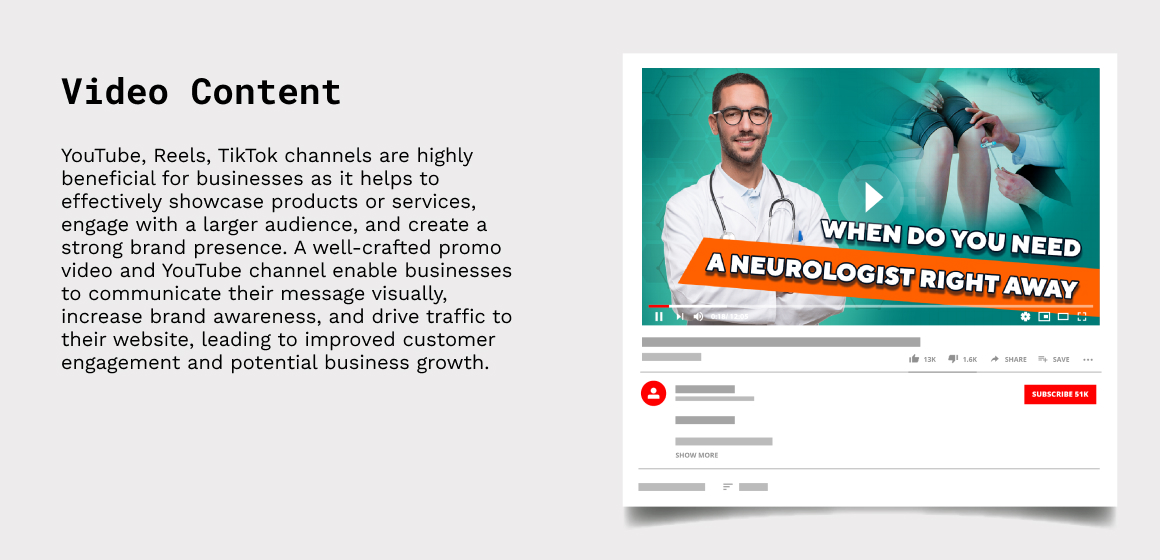 Video Content
YouTube, Reels, TikTok channels are highly
beneficial for businesses as it helps to
effectively showcase products or services,
engage with a larger audience, and create a
strong brand presence. A well-crafted promo
video and YouTube channel enable businesses
to communicate their message visually,
increase brand awareness, and drive traffic to
their website, leading to improved customer
engagement and potential business growth.
WHEN DO YOU NEED
A NEUROLOGIST RIGHT AWAY
13K 1.6K SHARE SAVE
SUBSCRIBE 51K
SHOW MORE